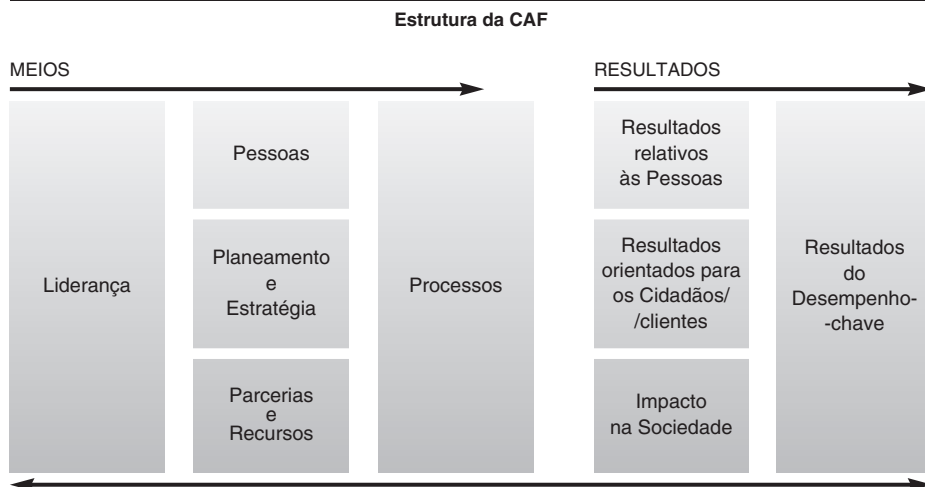 Estrutura da CAF
MEIOS
RESULTADOS
Liderança
Pessoas
Planeamento
e
Estratégia
Parcerias
e
Recursos
Processos
Resultados
relativos
às Pessoas
Resultados
orientados para
os Cidadãos/
/clientes
Impacto
na Sociedade
Resultados
do
Desempenho-
-chave